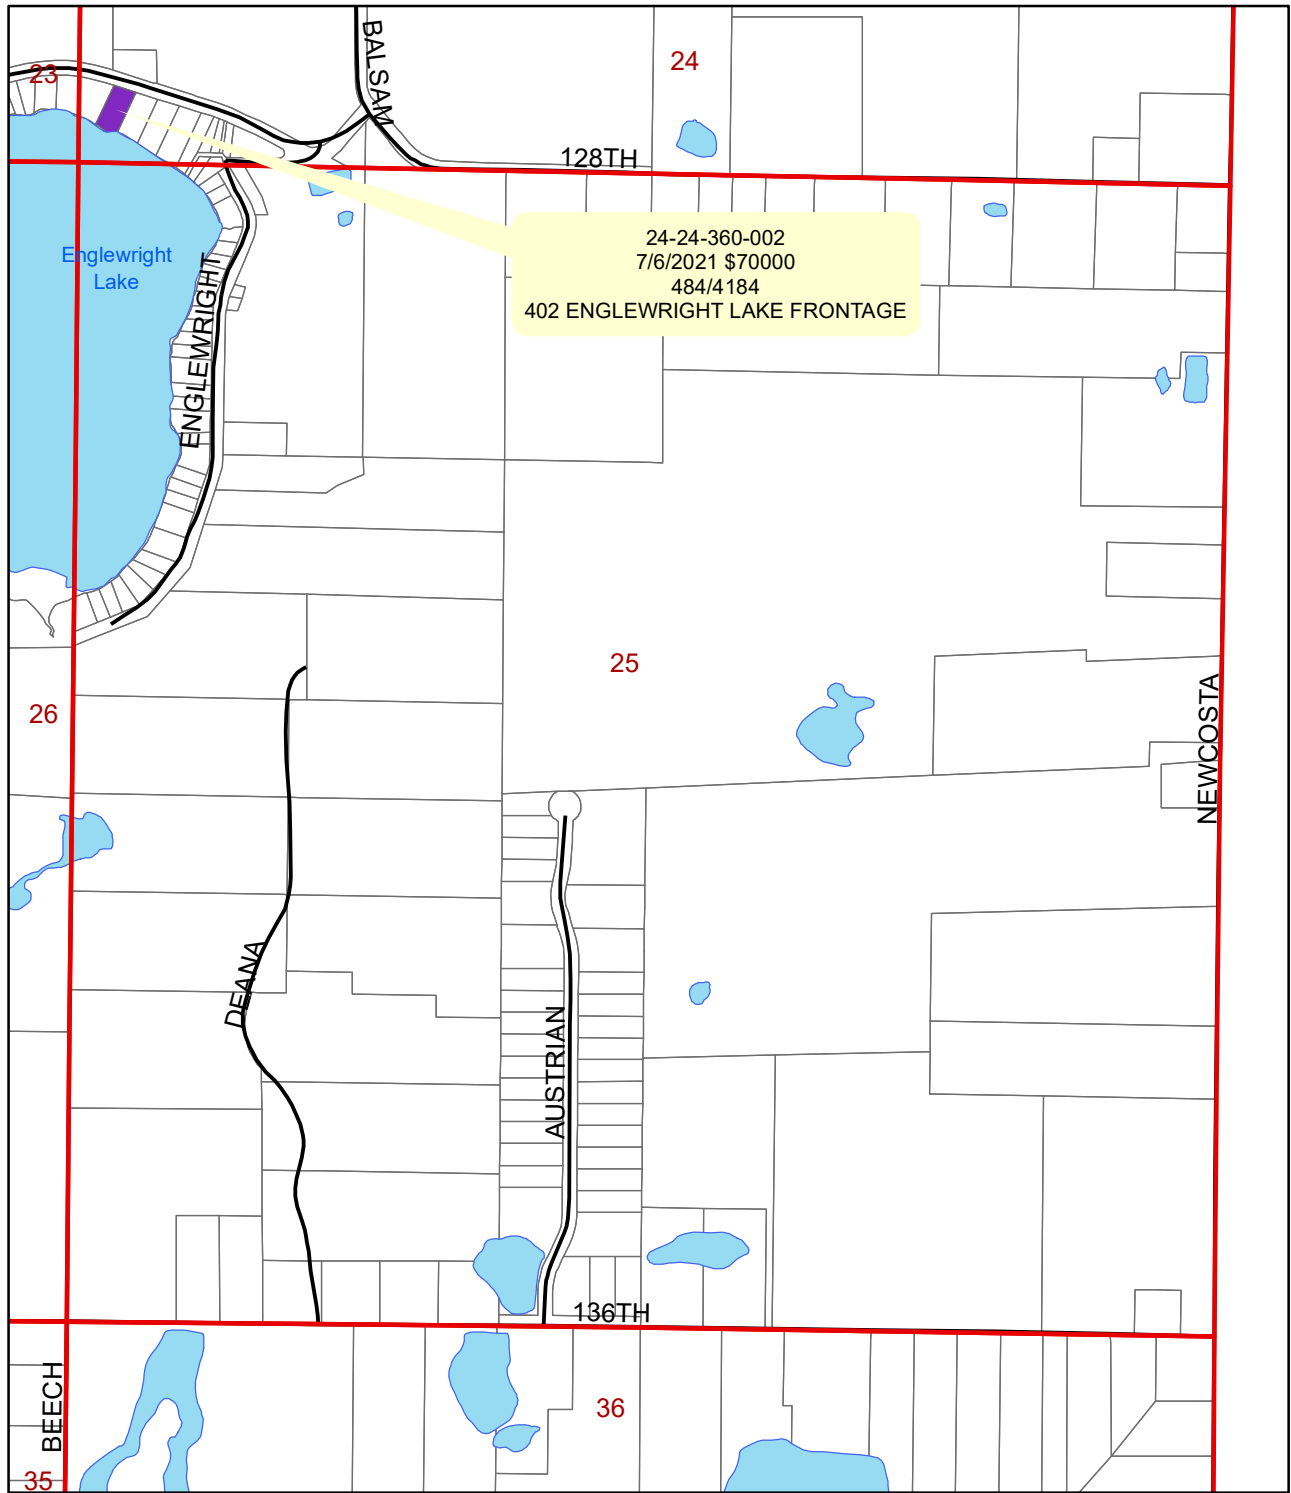 BALSAM
24
23
128TH
24-24-360-002
7/6/2021 $70000
484/4184
402 ENGLEWRIGHT LAKE FRONTAGE
Englewright
Lake
ENGLEWRIGHT
25
26
NEWCOSTA
DEANA
AUSTRIAN
136TH
BEECH
36
35